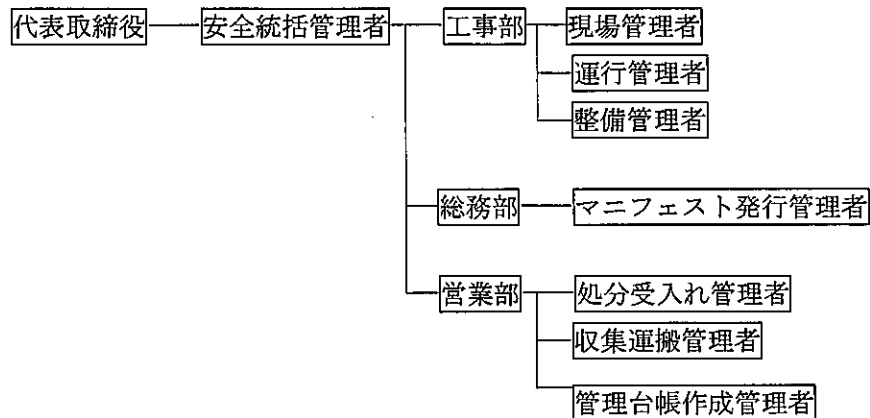 代表取締役 安全統括管理者 工事部 現場管理者
運行管理者
整備管理者
総務部 マニフェスト発行管理者
営業部 処分受入れ管理者
収集運搬管理者
管理台帳作成管理者